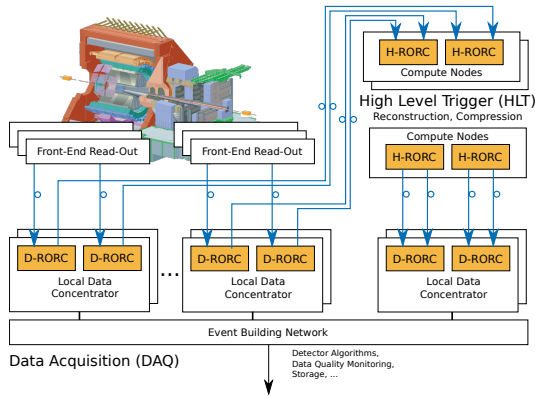 H-RORC H-RORC
Compute Nodes
High Level Trigger (HLT)
Reconstruction, Compression
Compute Nodes
H-RORC H-RORC
Front-End Read-Out Front-End Read-Out
D-RORC D-RORC
Local Data
Concentrator
...
D-RORC D-RORC
Local Data
Concentrator
D-RORC D-RORC
Local Data
Concentrator
Event Building Network
Data Acquisition (DAQ)
Detector Algorithms,
Data Quality Monitoring,
Storage, ...